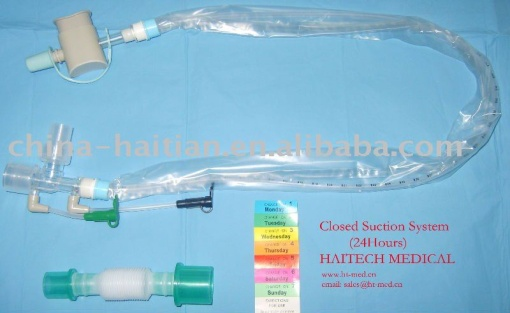 china-haitian.en.alibaba.com
Monday
Tuesday
Wednesday
Thursday
Friday
Saturday
Sunday
Closed Suction System
(24Hours)
HAITECH MEDICAL
www.ht-med.cn
email: sales@ht-med.cn